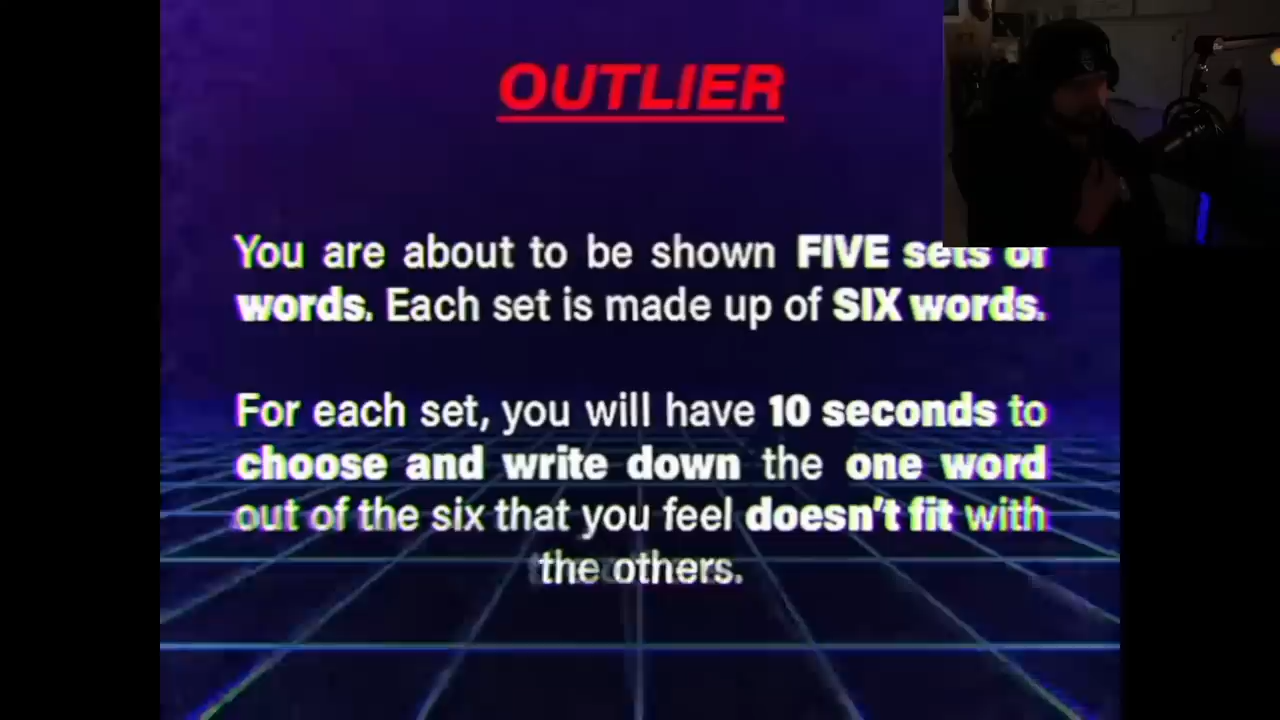 OUTLIER
You are about to be shown FIVE sets of
words. Each set is made up of SIX words.
For each set, you will have 10 seconds to
choose and write down the one word
out of the six that you feel doesn't fit with
the others.